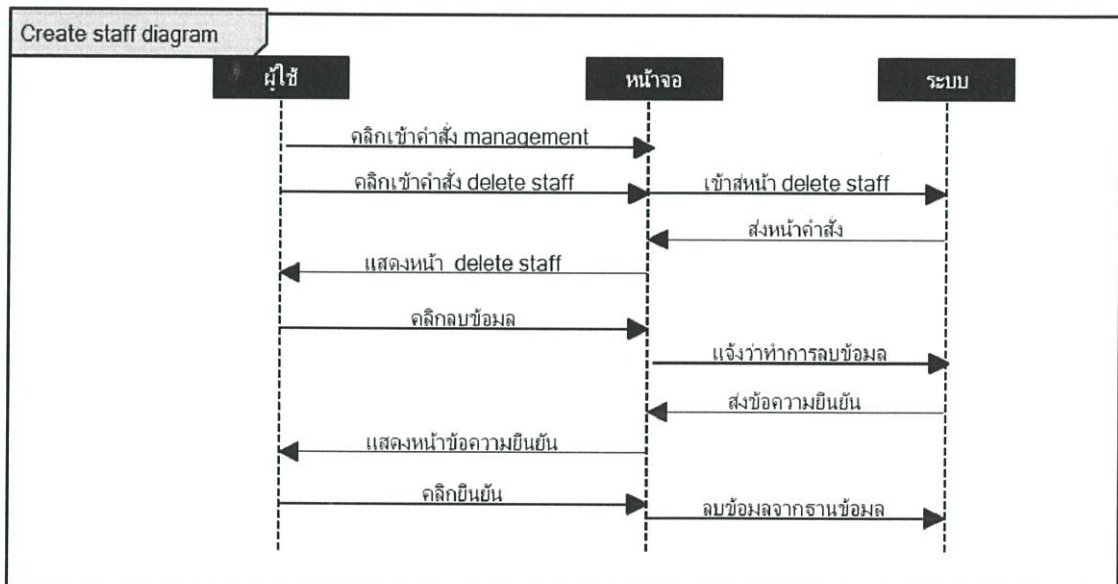 Create staff diagram
ผู้ใช้
หน้าจอ
ระบบ
คลิกเข้าคำสั่ง management
คลิกเข้าคำสั่ง delete staff
เข้าสู่หน้า delete staff
ส่งหน้าคำสั่ง
แสดงหน้า delete staff
คลิกลบข้อมูล
แจ้งว่าทำการลบข้อมูล
ส่งข้อความยืนยัน
แสดงหน้าข้อความยืนยัน
คลิกยืนยัน
ลบข้อมูลจากฐานข้อมูล